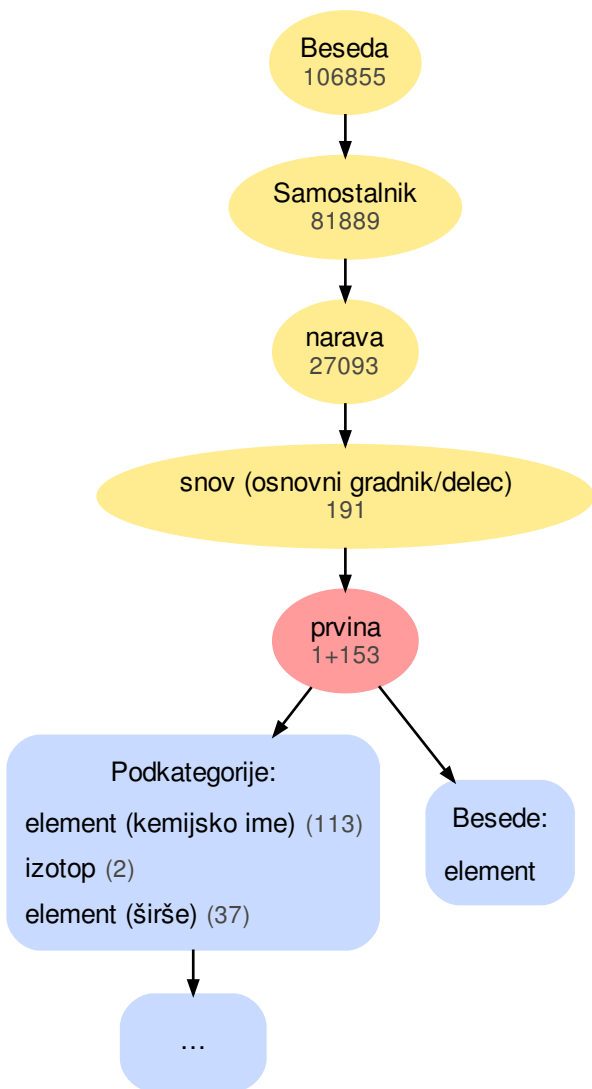 Beseda
106855
Samostalnik
81889
narava
27093
snov (osnovni gradnik/delec)
191
prvina
1+153
Podkategorije:
element (kemijsko ime) (113)
izotop (2)
element (širše) (37)
Besede:
element
…